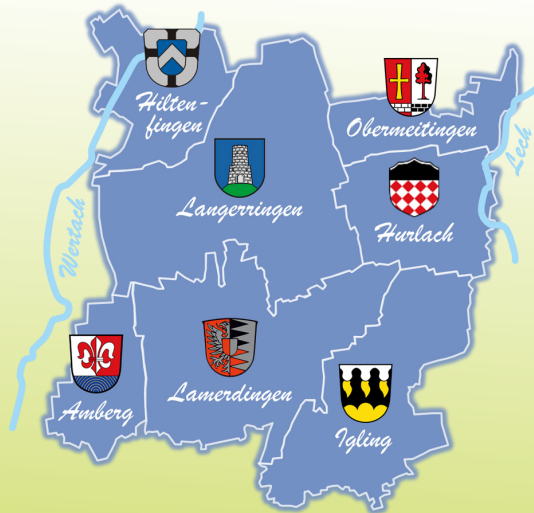 Hilten-
fingen
Obermeitingen
Lech
Langerringen
Hurlach
Wertach
Lamerdingen
Amberg
Igling